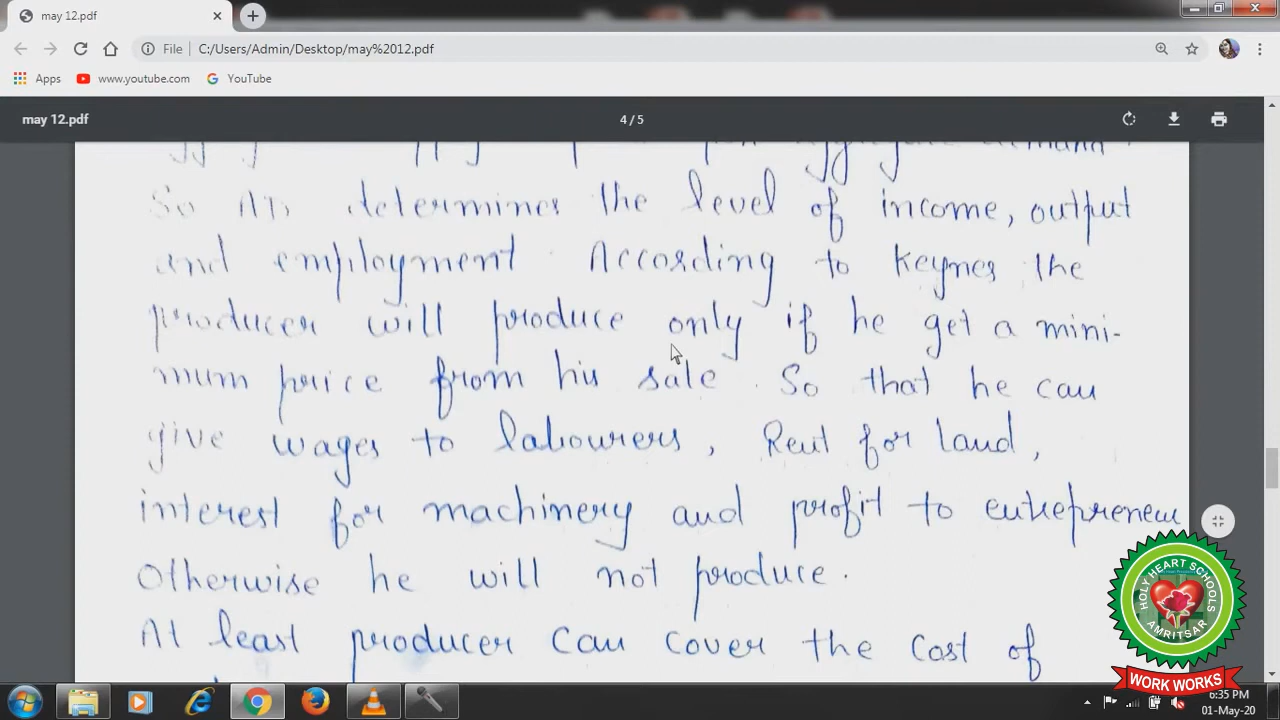 may 12.pdf
File
C:/Users/Admin/Desktop/may%2012.pdf
Apps
www.youtube.com
YouTube
may 12.pdf
4 / 5
So AD determines the level of income, output
and employment. According to Keynes the
producer will produce only if he get a mini-
mum price from his sale. So that he can
give wages to labourers, Rent for land,
interest for machinery and profit to entrepreneur
Otherwise he will not produce.
At least producer can cover the cost of
HOLY HEART SCHOOLS
AMRITSAR
WORK WORKS
6:35 PM
01-May-20